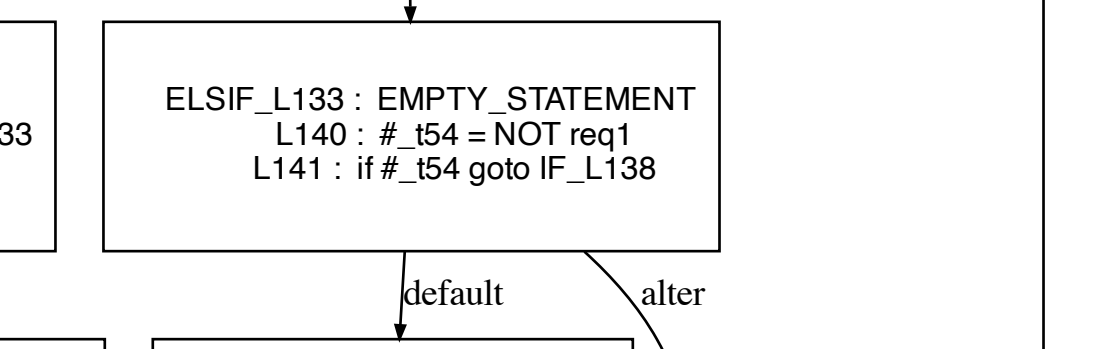 ELSIF_L133 : EMPTY_STATEMENT
33
L140 : #_t54 = NOT req1
L141 : if #_t54 goto IF_L138
default
alter